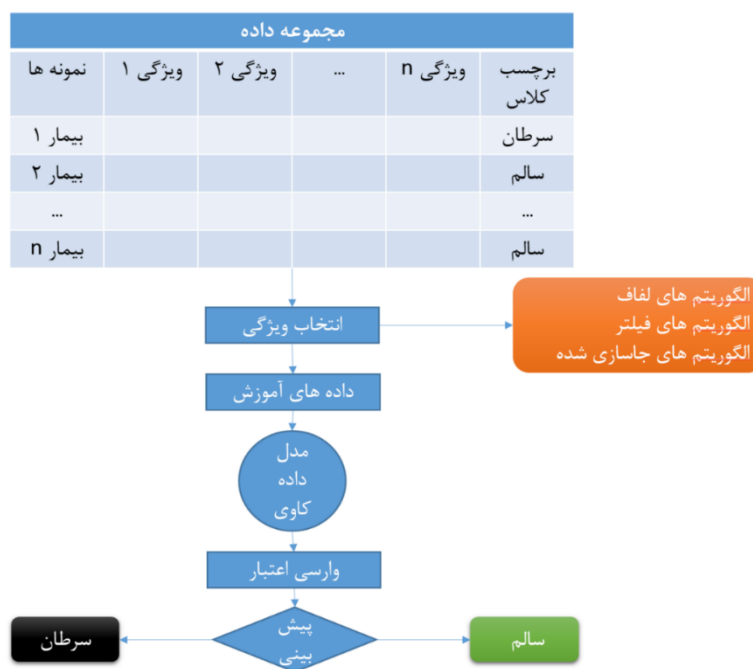 مجموعه داده
نمونه ها	ویژگی ۱	ویژگی ۲	...	ویژگی n	برچسب
کلاس
بیمار ۱	سرطان
بیمار ۲	سالم
...	...
بیمار n	سالم
انتخاب ویژگی
الگوریتم های لفاف
الگوریتم های فیلتر
الگوریتم های جاسازی شده
داده های آموزش
مدل
داده
کاوی
وارسی اعتبار
پیش
بینی
سرطان
سالم